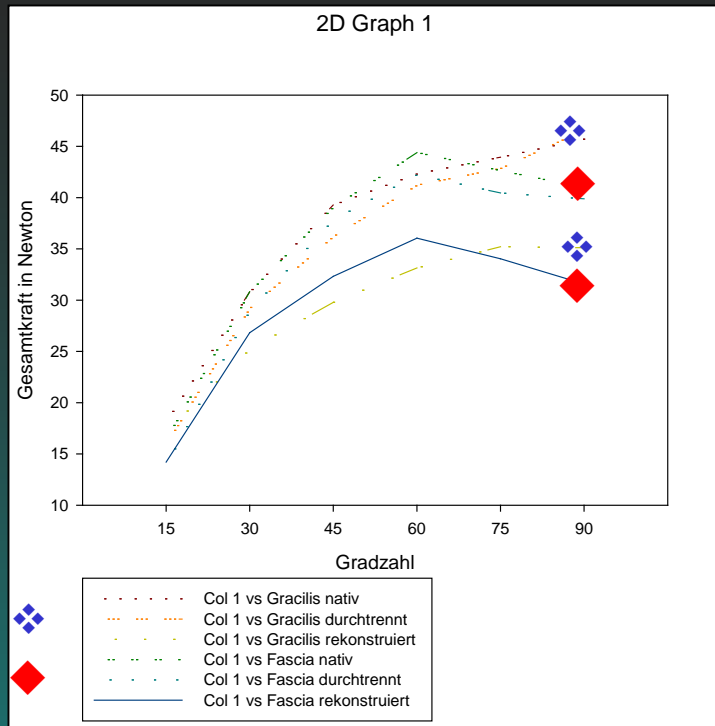 2D Graph 1
Gesamtkraft in Newton
50
45
40
35
30
25
20
15
10
15 30 45 60 75 90
Gradzahl
Col 1 vs Gracilis nativ
Col 1 vs Gracilis durchtrennt
Col 1 vs Gracilis rekonstruiert
Col 1 vs Fascia nativ
Col 1 vs Fascia durchtrennt
Col 1 vs Fascia rekonstruiert